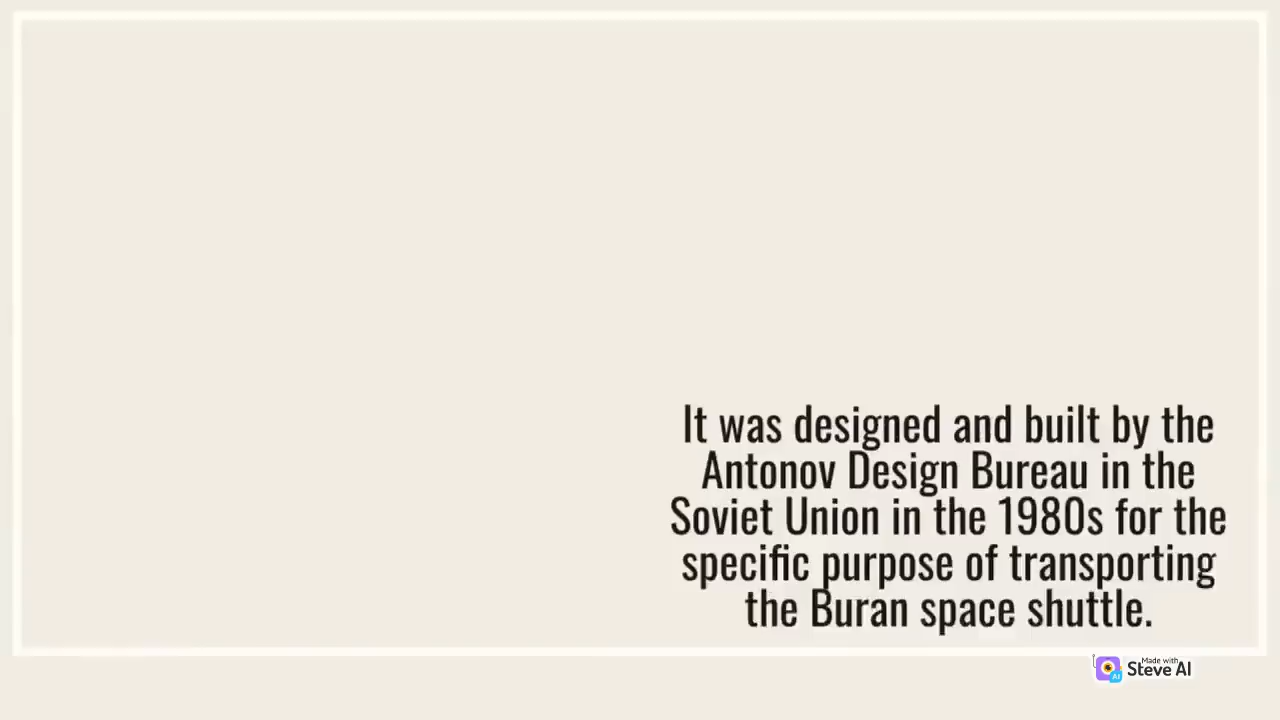 It was designed and built by the
Antonov Design Bureau in the
Soviet Union in the 1980s for the
specific purpose of transporting
the Buran space shuttle.
Made with
Steve AI
AI